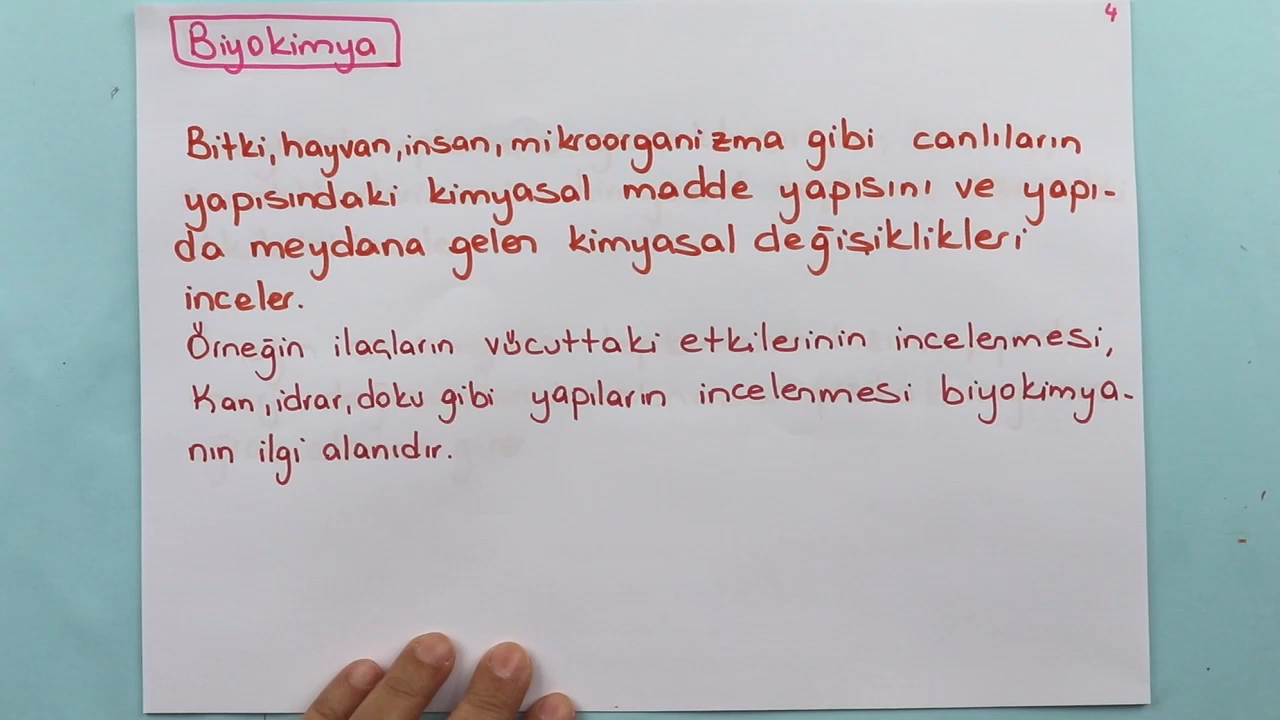 4
Biyokimya
Bitki, hayvan, insan, mikroorganizma gibi canlıların
yapısındaki kimyasal madde yapısını ve yapı-
da meydana gelen kimyasal değişiklikleri
inceler.
Örneğin ilaçların vücuttaki etkilerinin incelenmesi,
Kan, idrar, doku gibi yapıların incelenmesi biyokimya-
nın ilgi alanıdır.